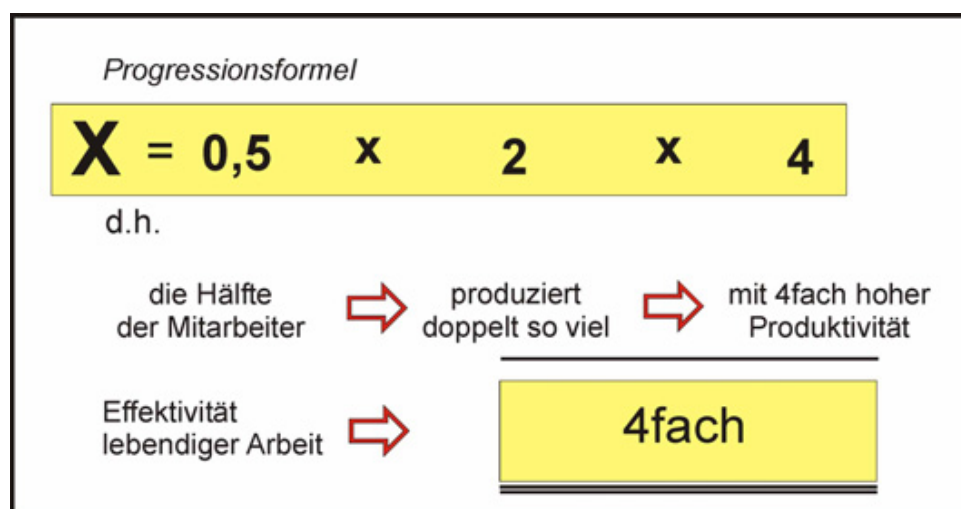 Progressionsformel
X = 0,5 x 2 x 4
d.h.
die Hälfte
der Mitarbeiter
produziert
doppelt so viel
mit 4fach hoher
Produktivität
Effektivität
lebendiger Arbeit
4fach